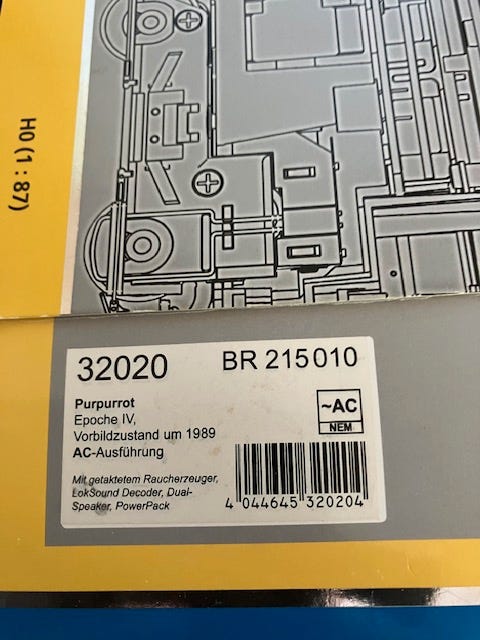 H0 (1:87)
32020
BR 215 010
Purpurrot
Epoche IV,
Vorbildzustand um 1989
AC-Ausführung
~AC
NEM
Mit getaktetem Raucherzeuger,
LokSound Decoder, Dual-
Speaker, PowerPack
4 044645 320204